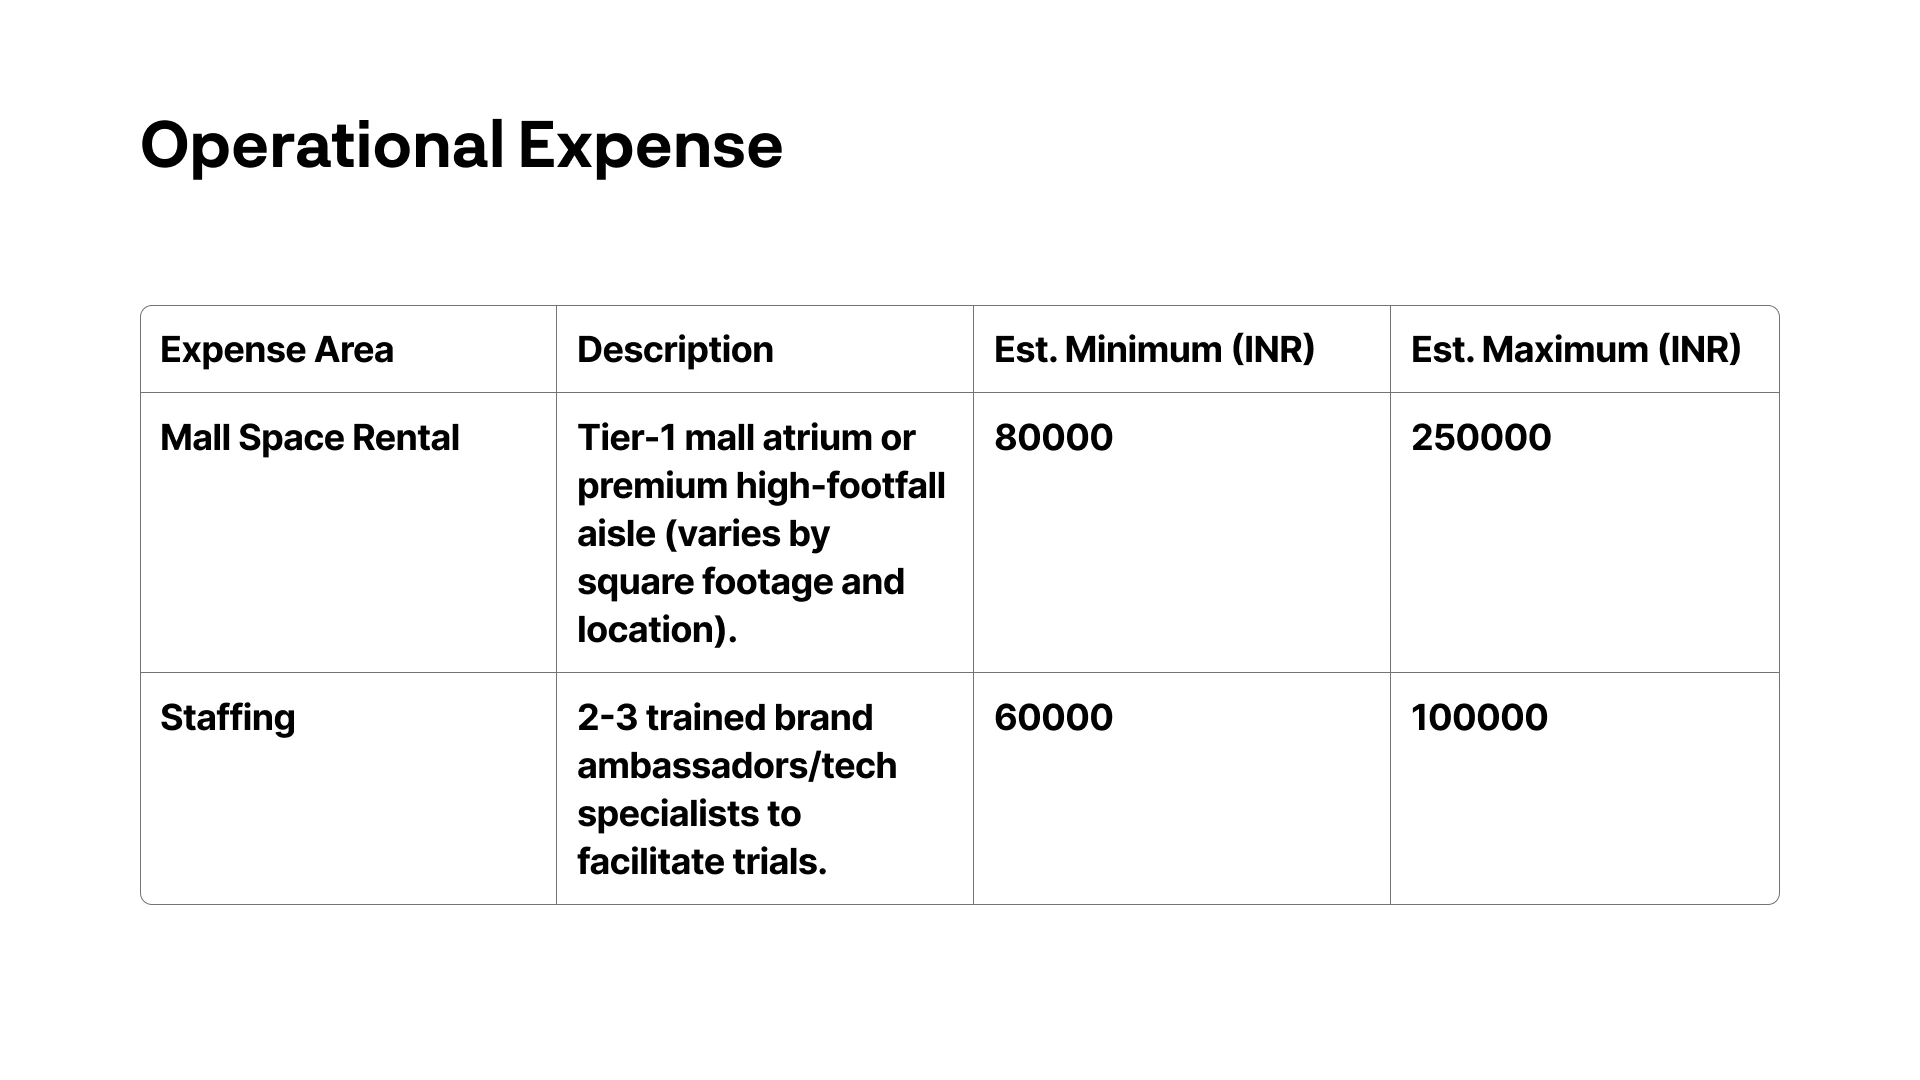 Operational Expense
Expense Area
Description
Est. Minimum (INR)
Est. Maximum (INR)
Mall Space Rental
Tier-1 mall atrium or
premium high-footfall
aisle (varies by
square footage and
location).
80000
250000
Staffing
2-3 trained brand
ambassadors/tech
specialists to
facilitate trials.
60000
100000